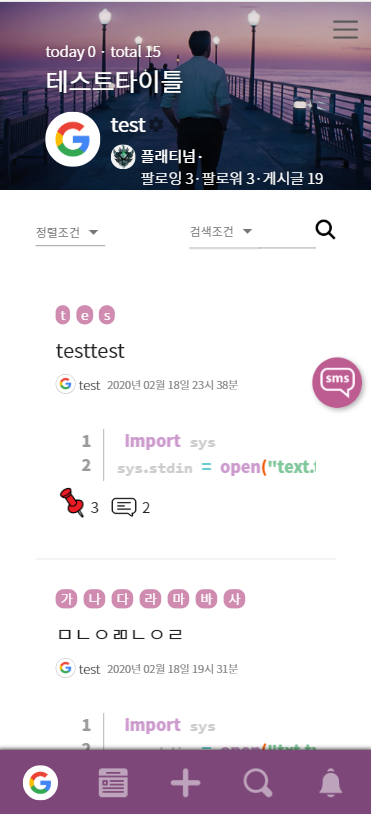 today 0 · total 15
테스트타이틀
test
플래티넘 ·
팔로잉 3 · 팔로워 3 · 게시글 19
정렬조건 검색조건
t e s
testtest
test 2020년 02월 18일 23시 38분
sms
1 import sys
2 sys.stdin = open("text.t
3 2
가 나 다 라 마 바 사
test 2020년 02월 18일 19시 31분
1 import sys
2